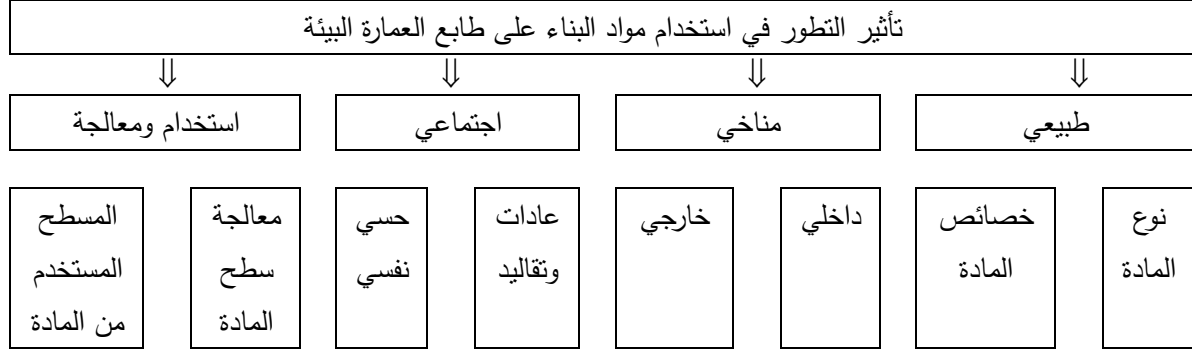 تأثير التطور في استخدام مواد البناء على طابع العمارة البيئة
⇓ ⇓ ⇓ ⇓
طبيعي
مناخي
اجتماعي
استخدام ومعالجة
نوع
المادة
خصائص
المادة
داخلي
خارجي
عادات
وتقاليد
حسي
نفسي
معالجة
سطح
المادة
المسطح
المستخدم
من المادة